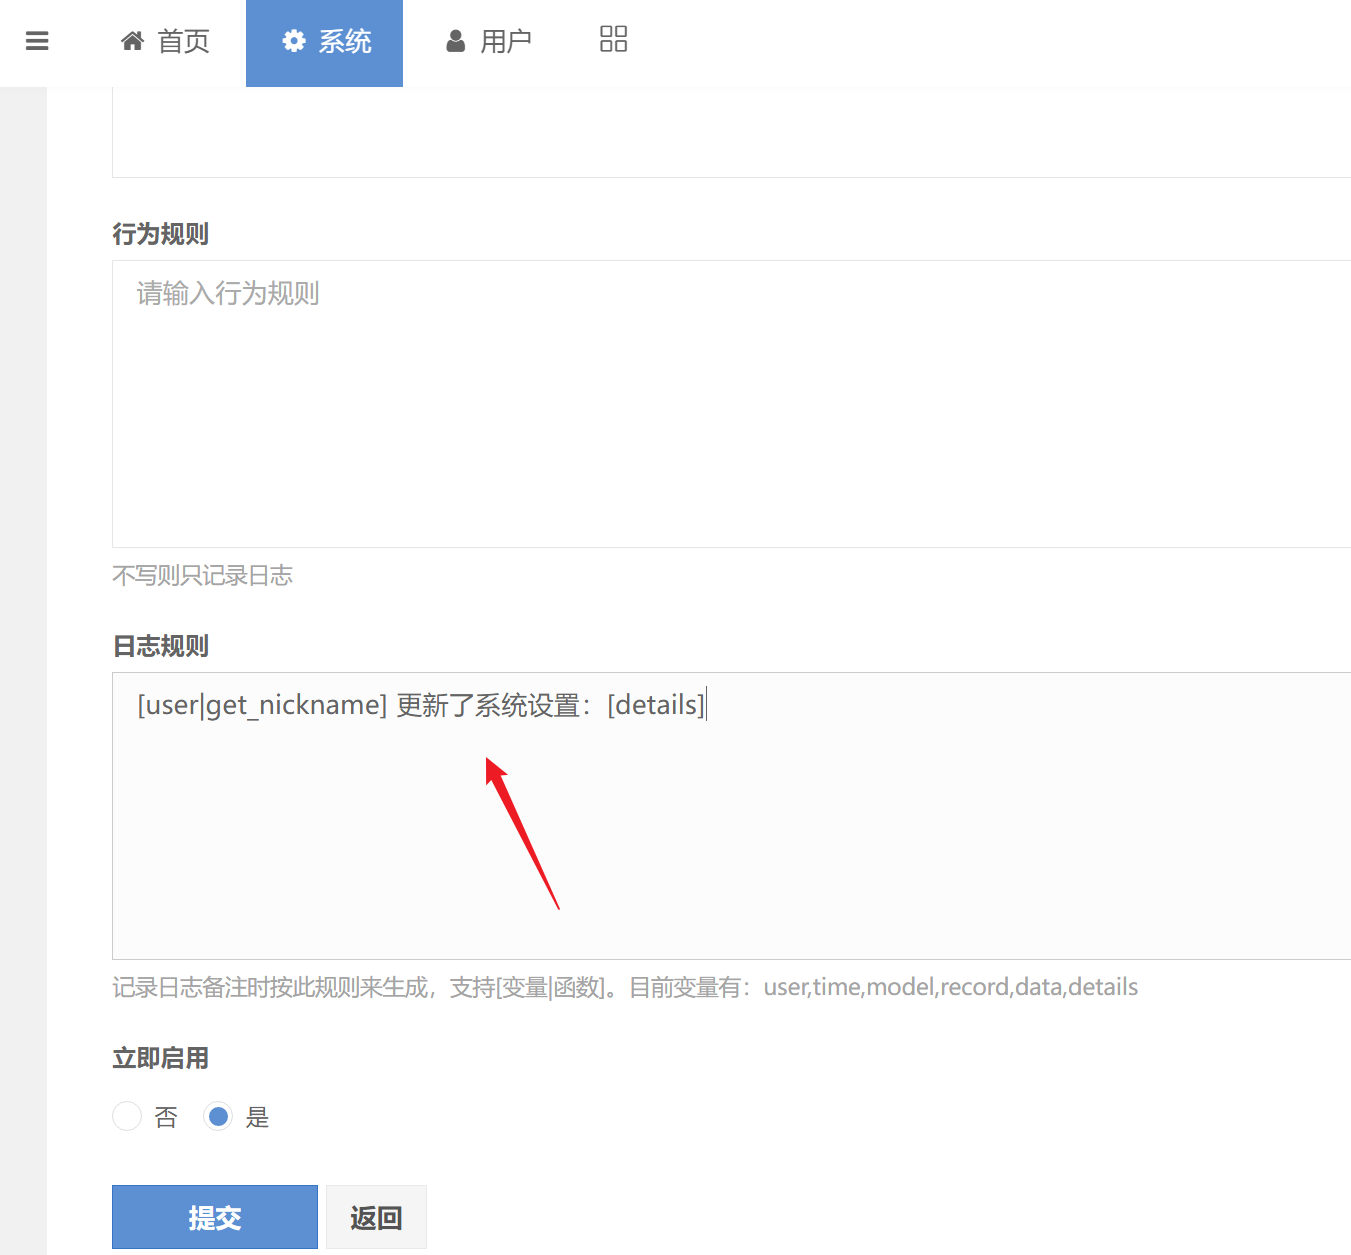 首页
系统
用户
行为规则
请输入行为规则
不写则只记录日志
日志规则
[user|get_nickname] 更新了系统设置：[details]
记录日志备注时按此规则来生成，支持[变量|函数]。目前变量有：user,time,model,record,data,details
立即启用
否
是
提交
返回